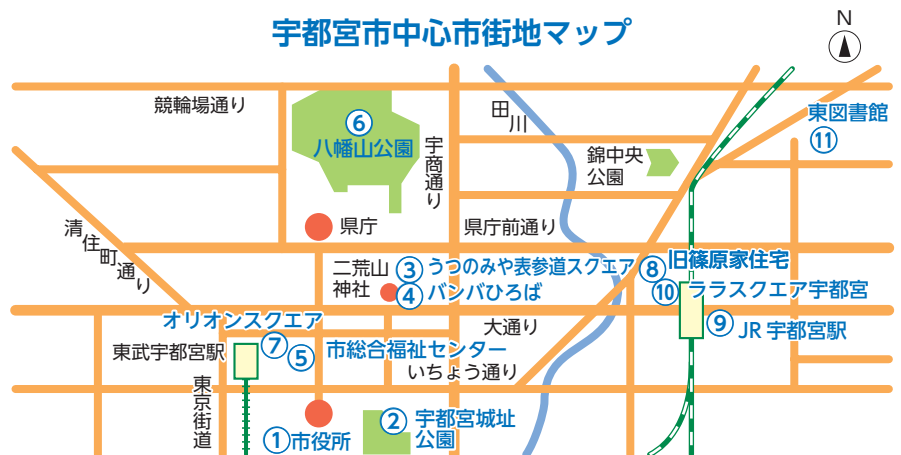 宇都宮市中心市街地マップ
N
競輪場通り
田川
東図書館
⑪
⑥
八幡山公園
宇商通り
錦中央
公園
清住町通り
県庁
県庁前通り
二荒山
神社
③うつのみや表参道スクエア
④バンバひろば
⑧旧篠原家住宅
⑩ララスクエア宇都宮
オリオンスクエア
⑦
大通り
⑨JR宇都宮駅
東武宇都宮駅
⑤市総合福祉センター
いちょう通り
東京街道
①市役所
②宇都宮城址
公園